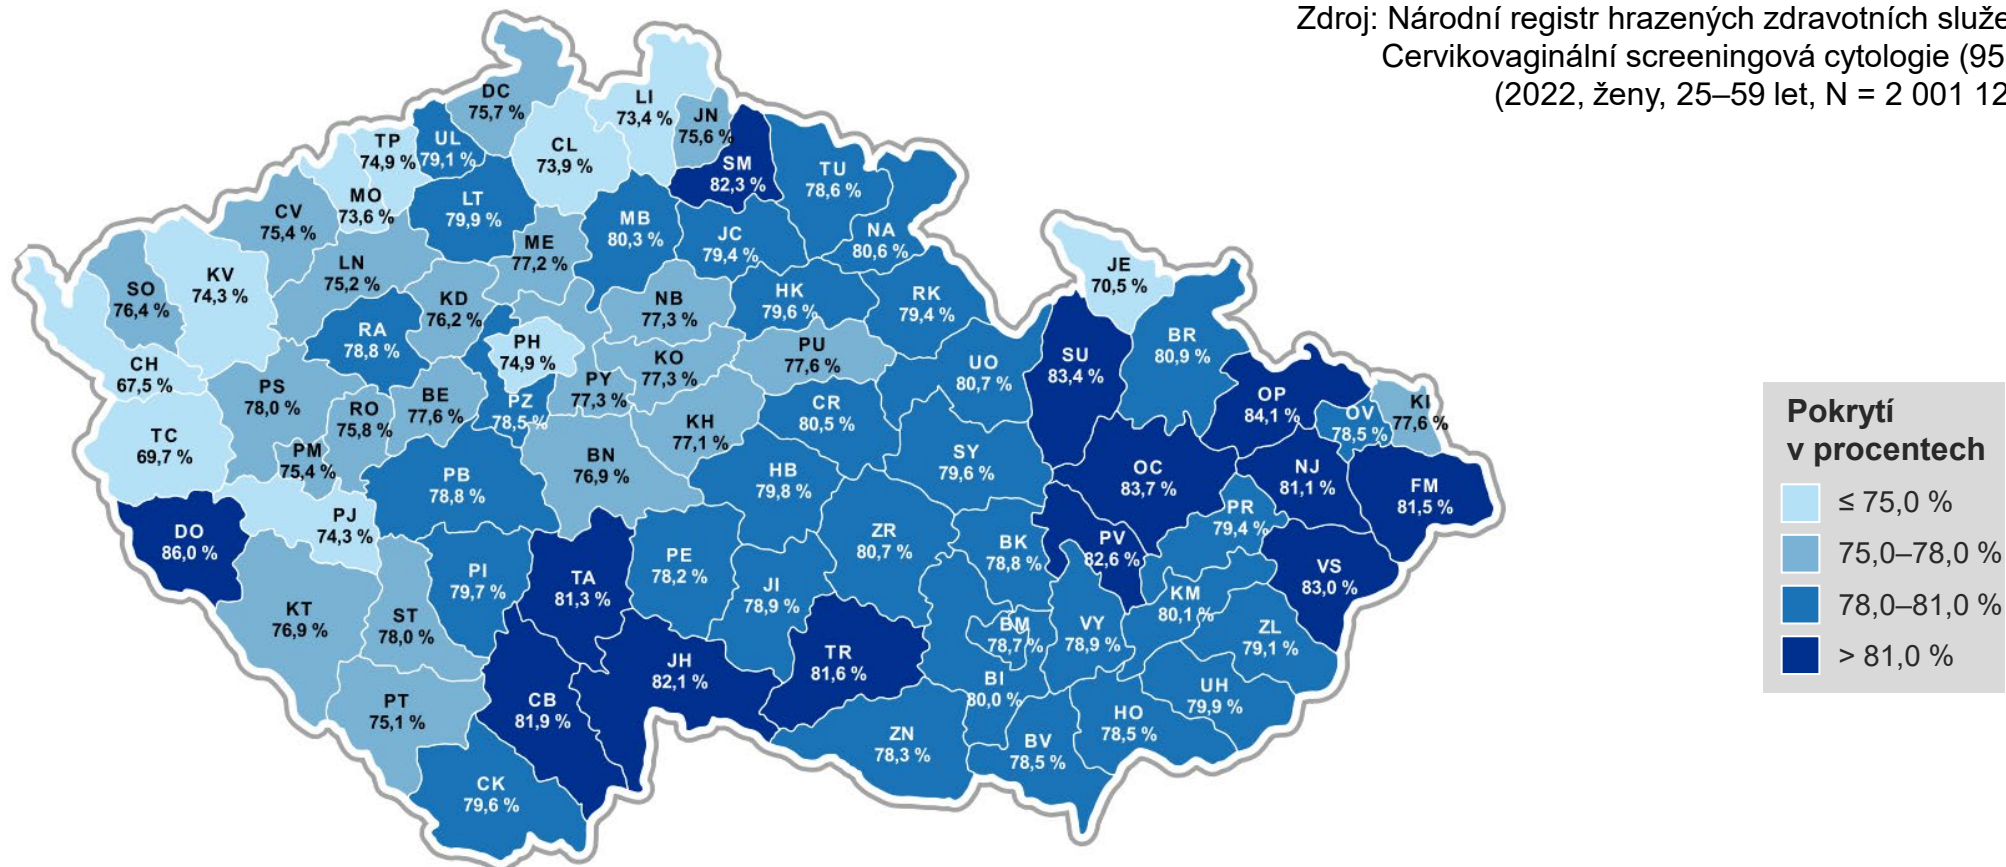 Zdroj: Národní registr hrazených zdravotních služe
Cervikovaginální screeningová cytologie (95
(2022, ženy, 25–59 let, N = 2 001 12
DC
75,7 %
LI
73,4 %
JN
75,6 %
TP
74,9 %
UL
79,1 %
CL
73,9 %
SM
82,3 %
TU
78,6 %
MO
73,6 %
LT
79,9 %
CV
75,4 %
MB
80,3 %
JC
79,4 %
NA
80,6 %
ME
77,2 %
LN
75,2 %
KV
74,3 %
SO
76,4 %
KD
76,2 %
NB
77,3 %
HK
79,6 %
RK
79,4 %
JE
70,5 %
RA
78,8 %
PH
74,9 %
KO
77,3 %
PU
77,6 %
UO
80,7 %
SU
83,4 %
BR
80,9 %
CH
67,5 %
PS
78,0 %
RO
75,8 %
BE
77,6 %
PZ
78,5 %
PY
77,3 %
KH
77,1 %
CR
80,5 %
OP
84,1 %
OV
78,5 %
KI
77,6 %
TC
69,7 %
PM
75,4 %
PB
78,8 %
BN
76,9 %
HB
79,8 %
SY
79,6 %
OC
83,7 %
NJ
81,1 %
FM
81,5 %
DO
86,0 %
PJ
74,3 %
PR
79,4 %
ZR
80,7 %
BK
78,8 %
PV
82,6 %
PE
78,2 %
PI
79,7 %
TA
81,3 %
JI
78,9 %
VS
83,0 %
KM
80,1 %
KT
76,9 %
ST
78,0 %
BM
78,7 %
VY
78,9 %
ZL
79,1 %
JH
82,1 %
TR
81,6 %
BI
80,0 %
UH
79,9 %
PT
75,1 %
CB
81,9 %
HO
78,5 %
ZN
78,3 %
BV
78,5 %
CK
79,6 %
Pokrytí
v procentech
≤ 75,0 %
75,0–78,0 %
78,0–81,0 %
> 81,0 %